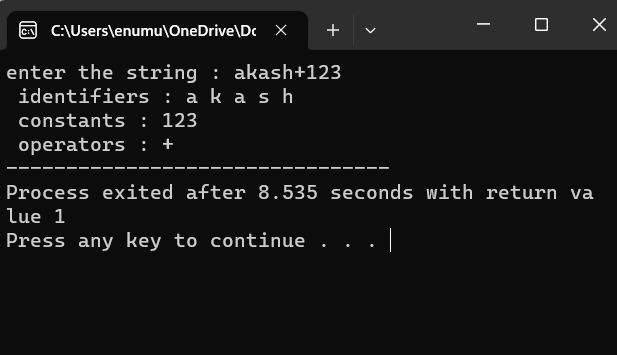 C:\Users\enumu\OneDrive\Dc
enter the string : akash+123
identifiers : a k a s h
constants : 123
operators : +
--------------------------------
Process exited after 8.535 seconds with return va
lue 1
Press any key to continue . . .